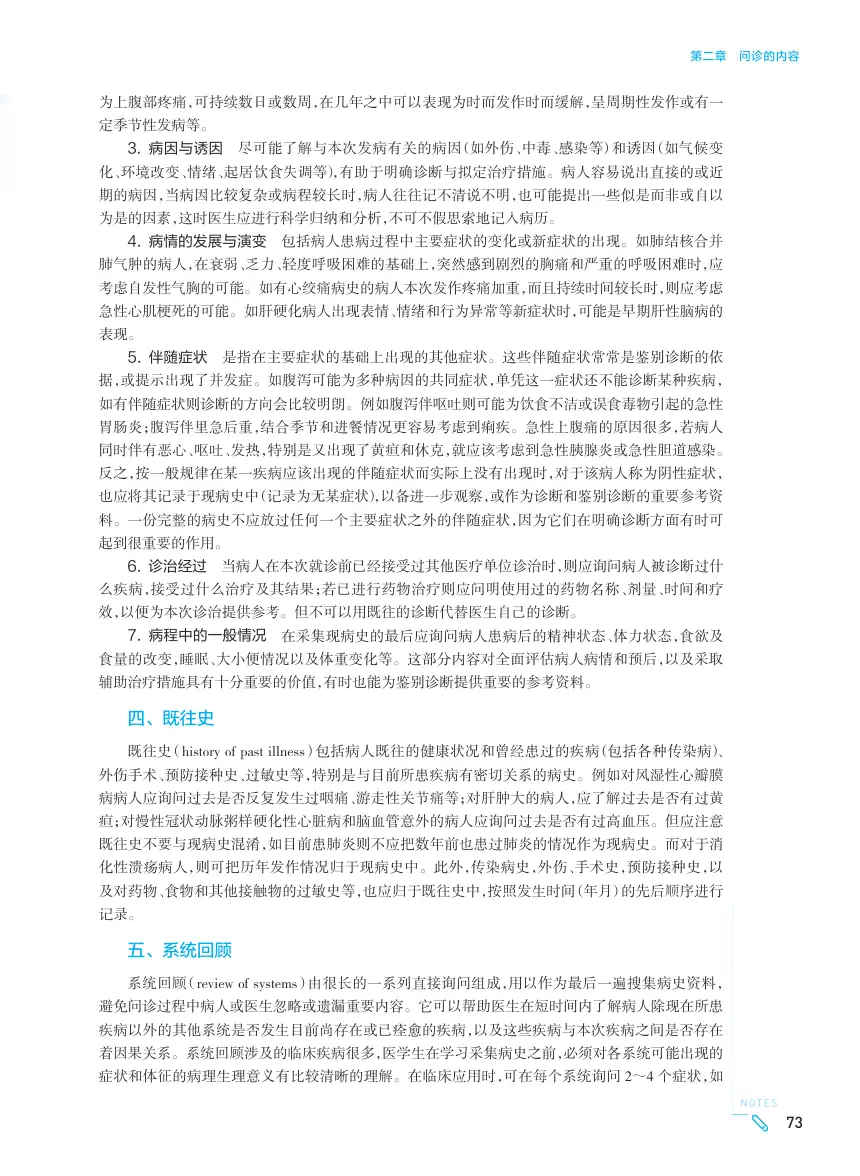 第二章　问诊的内容
为上腹部疼痛,可持续数日或数周,在几年之中可以表现为时而发作时而缓解,呈周期性发作或有一
定季节性发病等。
3. 病因与诱因　尽可能了解与本次发病有关的病因(如外伤、中毒、感染等)和诱因(如气候变
化、环境改变、情绪、起居饮食失调等),有助于明确诊断与拟定治疗措施。病人容易说出直接的或近
期的病因,当病因比较复杂或病程较长时,病人往往记不清说不明,也可能提出一些似是而非或自以
为是的因素,这时医生应进行科学归纳和分析,不可不假思索地记入病历。
4. 病情的发展与演变　包括病人患病过程中主要症状的变化或新症状的出现。如肺结核合并
肺气肿的病人,在衰弱、乏力、轻度呼吸困难的基础上,突然感到剧烈的胸痛和严重的呼吸困难时,应
考虑自发性气胸的可能。如有心绞痛病史的病人本次发作疼痛加重,而且持续时间较长时,则应考虑
急性心肌梗死的可能。如肝硬化病人出现表情、情绪和行为异常等新症状时,可能是早期肝性脑病的
表现。
5. 伴随症状　是指在主要症状的基础上出现的其他症状。这些伴随症状常常是鉴别诊断的依
据,或提示出现了并发症。如腹泻可能为多种病因的共同症状,单凭这一症状还不能诊断某种疾病,
如有伴随症状则诊断的方向会比较明朗。例如腹泻伴呕吐则可能为饮食不洁或误食毒物引起的急性
胃肠炎;腹泻伴里急后重,结合季节和进餐情况更容易考虑到痢疾。急性上腹痛的原因很多,若病人
同时伴有恶心、呕吐、发热,特别是又出现了黄疸和休克,就应该考虑到急性胰腺炎或急性胆道感染。
反之,按一般规律在某一疾病应该出现的伴随症状而实际上没有出现时,对于该病人称为阴性症状,
也应将其记录于现病史中(记录为无某症状),以备进一步观察,或作为诊断和鉴别诊断的重要参考资
料。一份完整的病史不应放过任何一个主要症状之外的伴随症状,因为它们在明确诊断方面有时可
起到很重要的作用。
6. 诊治经过　当病人在本次就诊前已经接受过其他医疗单位诊治时,则应询问病人被诊断过什
么疾病,接受过什么治疗及其结果;若已进行药物治疗则应问明使用过的药物名称、剂量、时间和疗
效,以便为本次诊治提供参考。但不可以用既往的诊断代替医生自己的诊断。
7. 病程中的一般情况　在采集现病史的最后应询问病人患病后的精神状态、体力状态,食欲及
食量的改变,睡眠、大小便情况以及体重变化等。这部分内容对全面评估病人病情和预后,以及采取
辅助治疗措施具有十分重要的价值,有时也能为鉴别诊断提供重要的参考资料。
四、既往史
既往史(history of past illness)包括病人既往的健康状况和曾经患过的疾病(包括各种传染病)、
外伤手术、预防接种史、过敏史等,特别是与目前所患疾病有密切关系的病史。例如对风湿性心瓣膜
病病人应询问过去是否反复发生过咽痛、游走性关节痛等;对肝肿大的病人,应了解过去是否有过黄
疸;对慢性冠状动脉粥样硬化性心脏病和脑血管意外的病人应询问过去是否有过高血压。但应注意
既往史不要与现病史混淆,如目前患肺炎则不应把数年前也患过肺炎的情况作为现病史。而对于消
化性溃疡病人,则可把历年发作情况归于现病史中。此外,传染病史,外伤、手术史,预防接种史,以
及对药物、食物和其他接触物的过敏史等,也应归于既往史中,按照发生时间(年月)的先后顺序进行
记录。
五、系统回顾
系统回顾(review of systems)由很长的一系列直接询问组成,用以作为最后一遍搜集病史资料,
避免问诊过程中病人或医生忽略或遗漏重要内容。它可以帮助医生在短时间内了解病人除现在所患
疾病以外的其他系统是否发生目前尚存在或已痊愈的疾病,以及这些疾病与本次疾病之间是否存在
着因果关系。系统回顾涉及的临床疾病很多,医学生在学习采集病史之前,必须对各系统可能出现的
症状和体征的病理生理意义有比较清晰的理解。在临床应用时,可在每个系统询问 2～4 个症状,如
NOTES
73